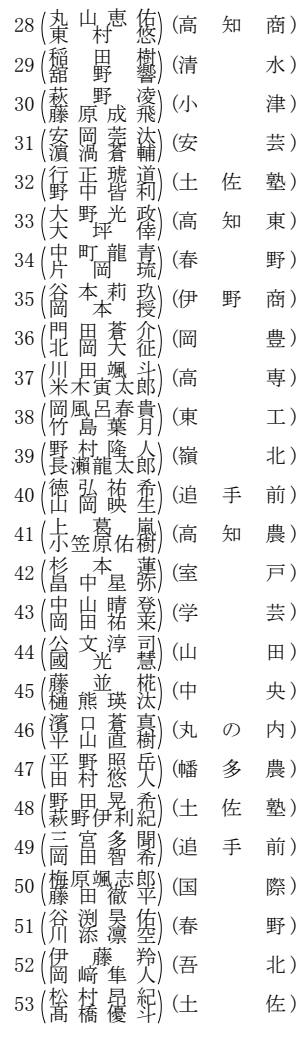 28 (丸山恵佑 東村悠) (高知商)
29 (稲田樹 舘野響) (清水)
30 (萩野凌 藤原成飛) (小津)
31 (安岡莞汰 濵渦蒼輔) (安芸)
32 (行正琥道 野中皆利) (土佐塾)
33 (大野光政 大坪倖) (高知東)
34 (中町龍青 片岡琉) (春野)
35 (谷本莉玖 岡本授) (伊野商)
36 (門田蒼介 北岡大征) (岡豊)
37 (川田颯斗 米木寅太郎) (高専)
38 (岡風呂春貴 竹島葉月) (東工)
39 (野村隆人 長瀬龍太郎) (嶺北)
40 (徳弘祐希 山岡映生) (追手前)
41 (上葛嵐 小笠原佑樹) (高知農)
42 (杉本蓮 畠中星弥) (室戸)
43 (中山晴登 岡田祐来) (学芸)
44 (公文淳司 國光慧) (山田)
45 (藤並椛 樋熊瑛汰) (中央)
46 (濱口蒼真 平山直樹) (丸の内)
47 (平野照岳 田村悠人) (幡多農)
48 (野田晃希 萩野伊利紀) (土佐塾)
49 (三宮多聞 岡田智希) (追手前)
50 (梅原颯志郎 藤田徹平) (国際)
51 (谷渕昊佑 川添凛空) (春野)
52 (伊藤羚 岡﨑隼人) (吾北)
53 (松村昂紀 髙橋優斗) (土佐)